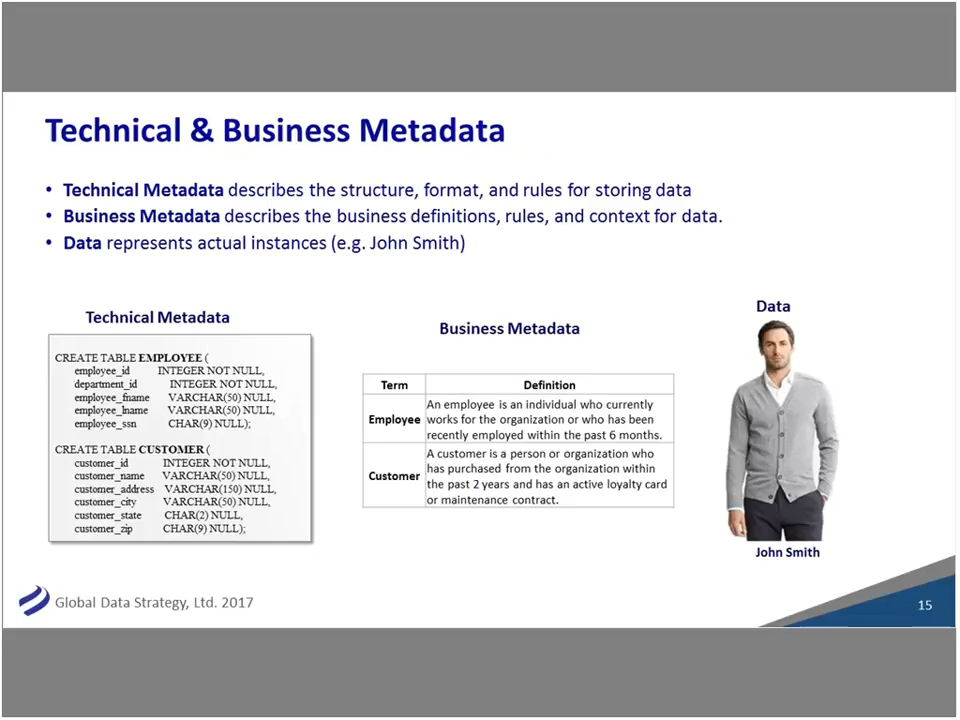 Technical & Business Metadata
• Technical Metadata describes the structure, format, and rules for storing data
• Business Metadata describes the business definitions, rules, and context for data.
• Data represents actual instances (e.g. John Smith)
Technical Metadata
CREATE TABLE EMPLOYEE (
employee_id INTEGER NOT NULL,
department_id INTEGER NOT NULL,
employee_fname VARCHAR(50) NULL,
employee_lname VARCHAR(50) NULL,
employee_ssn CHAR(9) NULL);
CREATE TABLE CUSTOMER (
customer_id INTEGER NOT NULL,
customer_name VARCHAR(50) NULL,
customer_address VARCHAR(150) NULL,
customer_city VARCHAR(50) NULL,
customer_state CHAR(2) NULL,
customer_zip CHAR(9) NULL);
Business Metadata
Term Definition
Employee
An employee is an individual who currently
works for the organization or who has been
recently employed within the past 6 months.
Customer
A customer is a person or organization who
has purchased from the organization within
the past 2 years and has an active loyalty card
or maintenance contract.
Data
John Smith
Global Data Strategy, Ltd. 2017
15